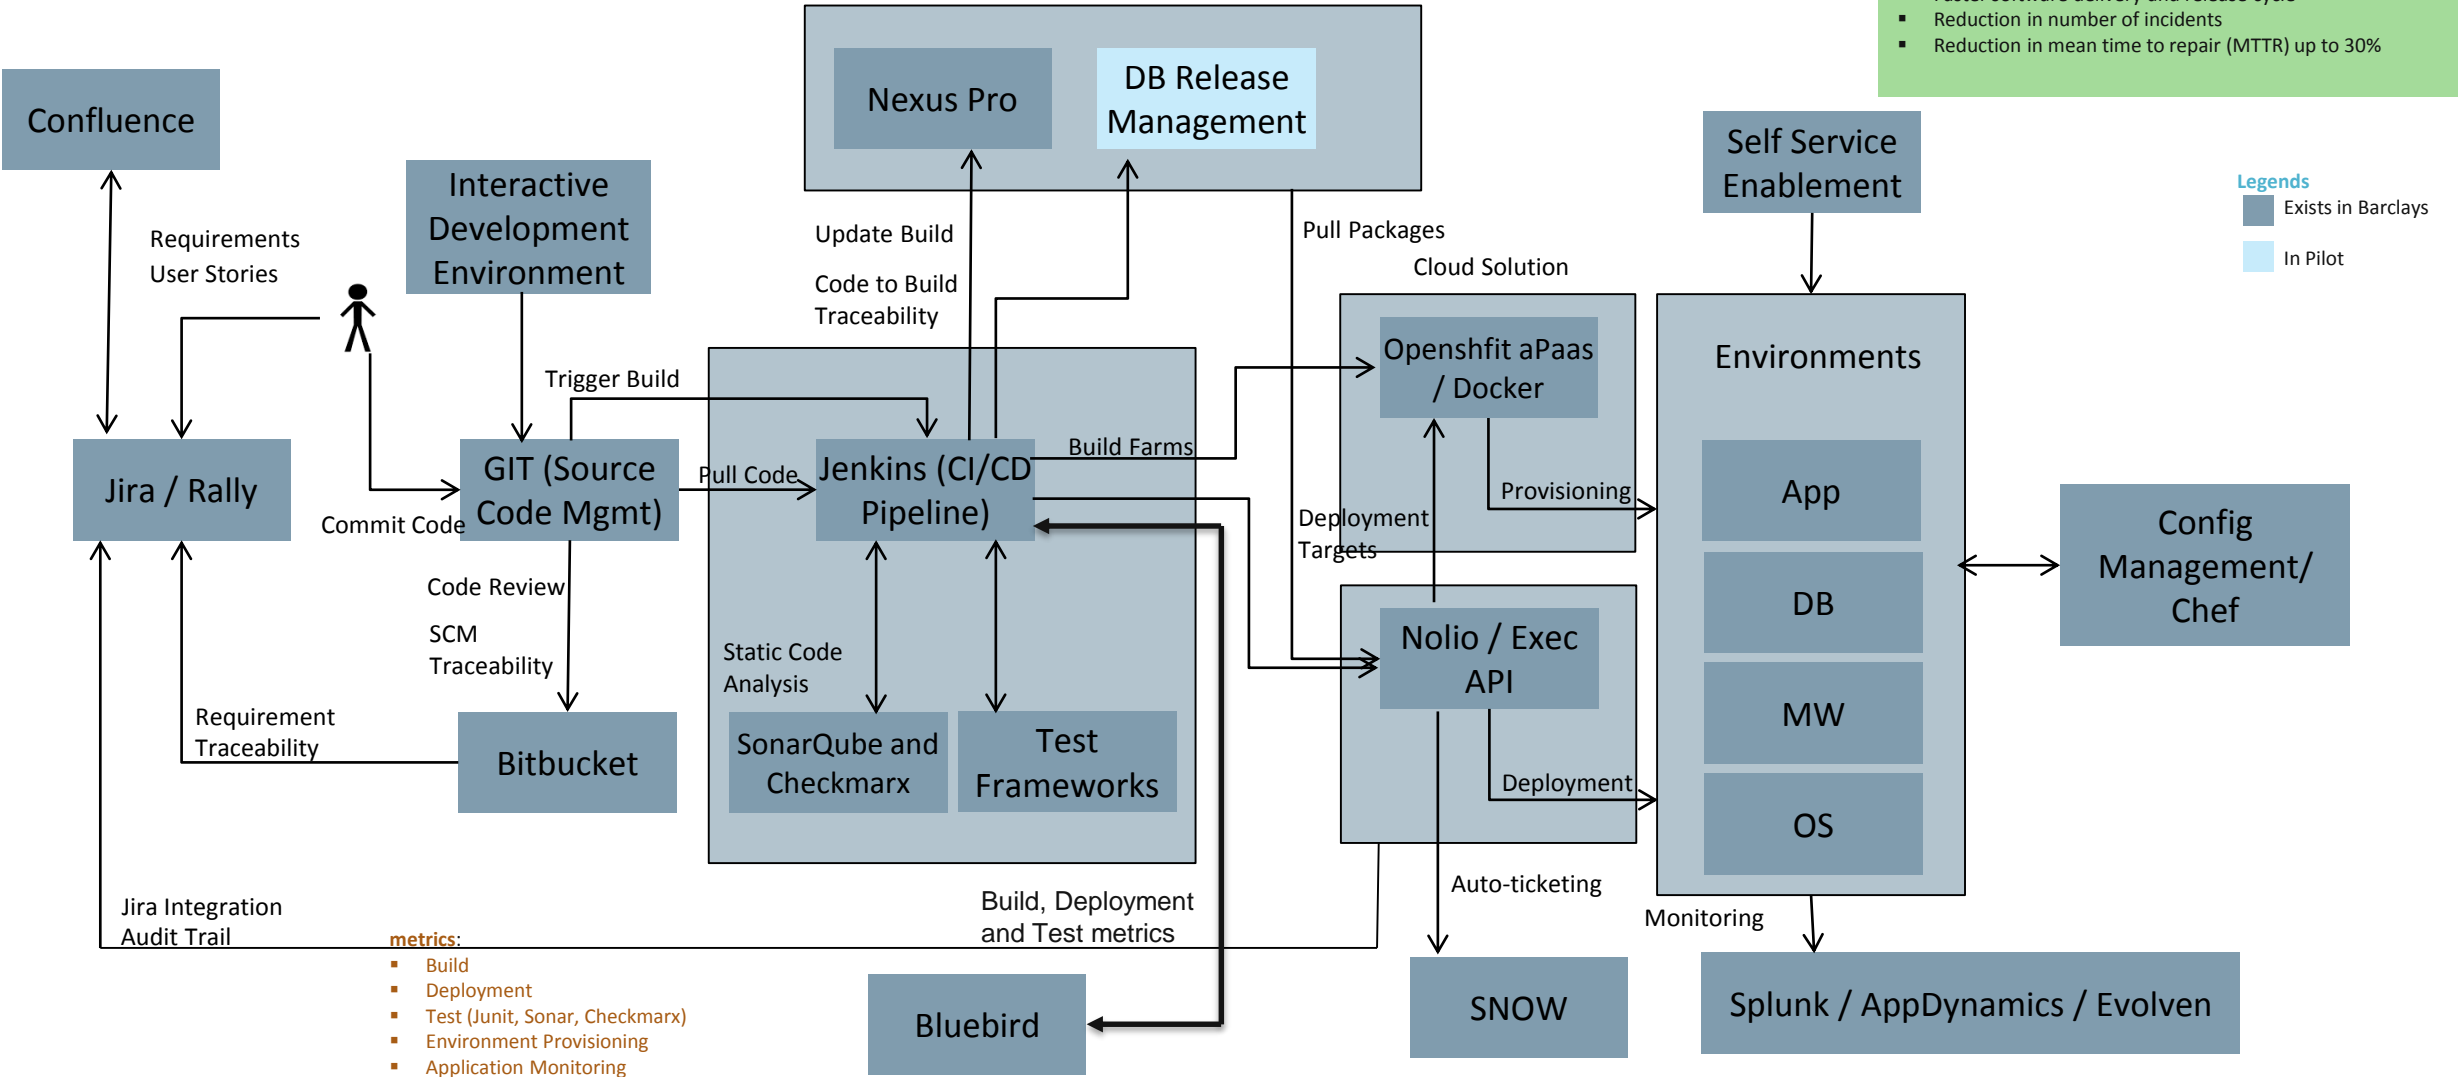 Faster software delivery and release cycle
▪ Reduction in number of incidents
▪ Reduction in mean time to repair (MTTR) up to 30%
Nexus Pro
DB Release
Management
Confluence
Self Service
Enablement
Interactive
Development
Environment
Legends
Exists in Barclays
In Pilot
Requirements
User Stories
Update Build
Code to Build
Traceability
Pull Packages
Cloud Solution
Openshfit aPaas
/ Docker
Environments
Trigger Build
Jira / Rally
GIT (Source
Code Mgmt)
Pull Code
Jenkins (CI/CD
Pipeline)
Build Farms
Commit Code
Deployment
Targets
Provisioning
App
DB
MW
OS
Config
Management/
Chef
Code Review
SCM
Traceability
Static Code
Analysis
Nolio / Exec
API
Requirement
Traceability
Bitbucket
SonarQube and
Checkmarx
Test
Frameworks
Deployment
Jira Integration
Audit Trail
Build, Deployment
and Test metrics
Auto-ticketing
Monitoring
metrics:
▪ Build
▪ Deployment
▪ Test (Junit, Sonar, Checkmarx)
▪ Environment Provisioning
▪ Application Monitoring
Bluebird
SNOW
Splunk / AppDynamics / Evolven